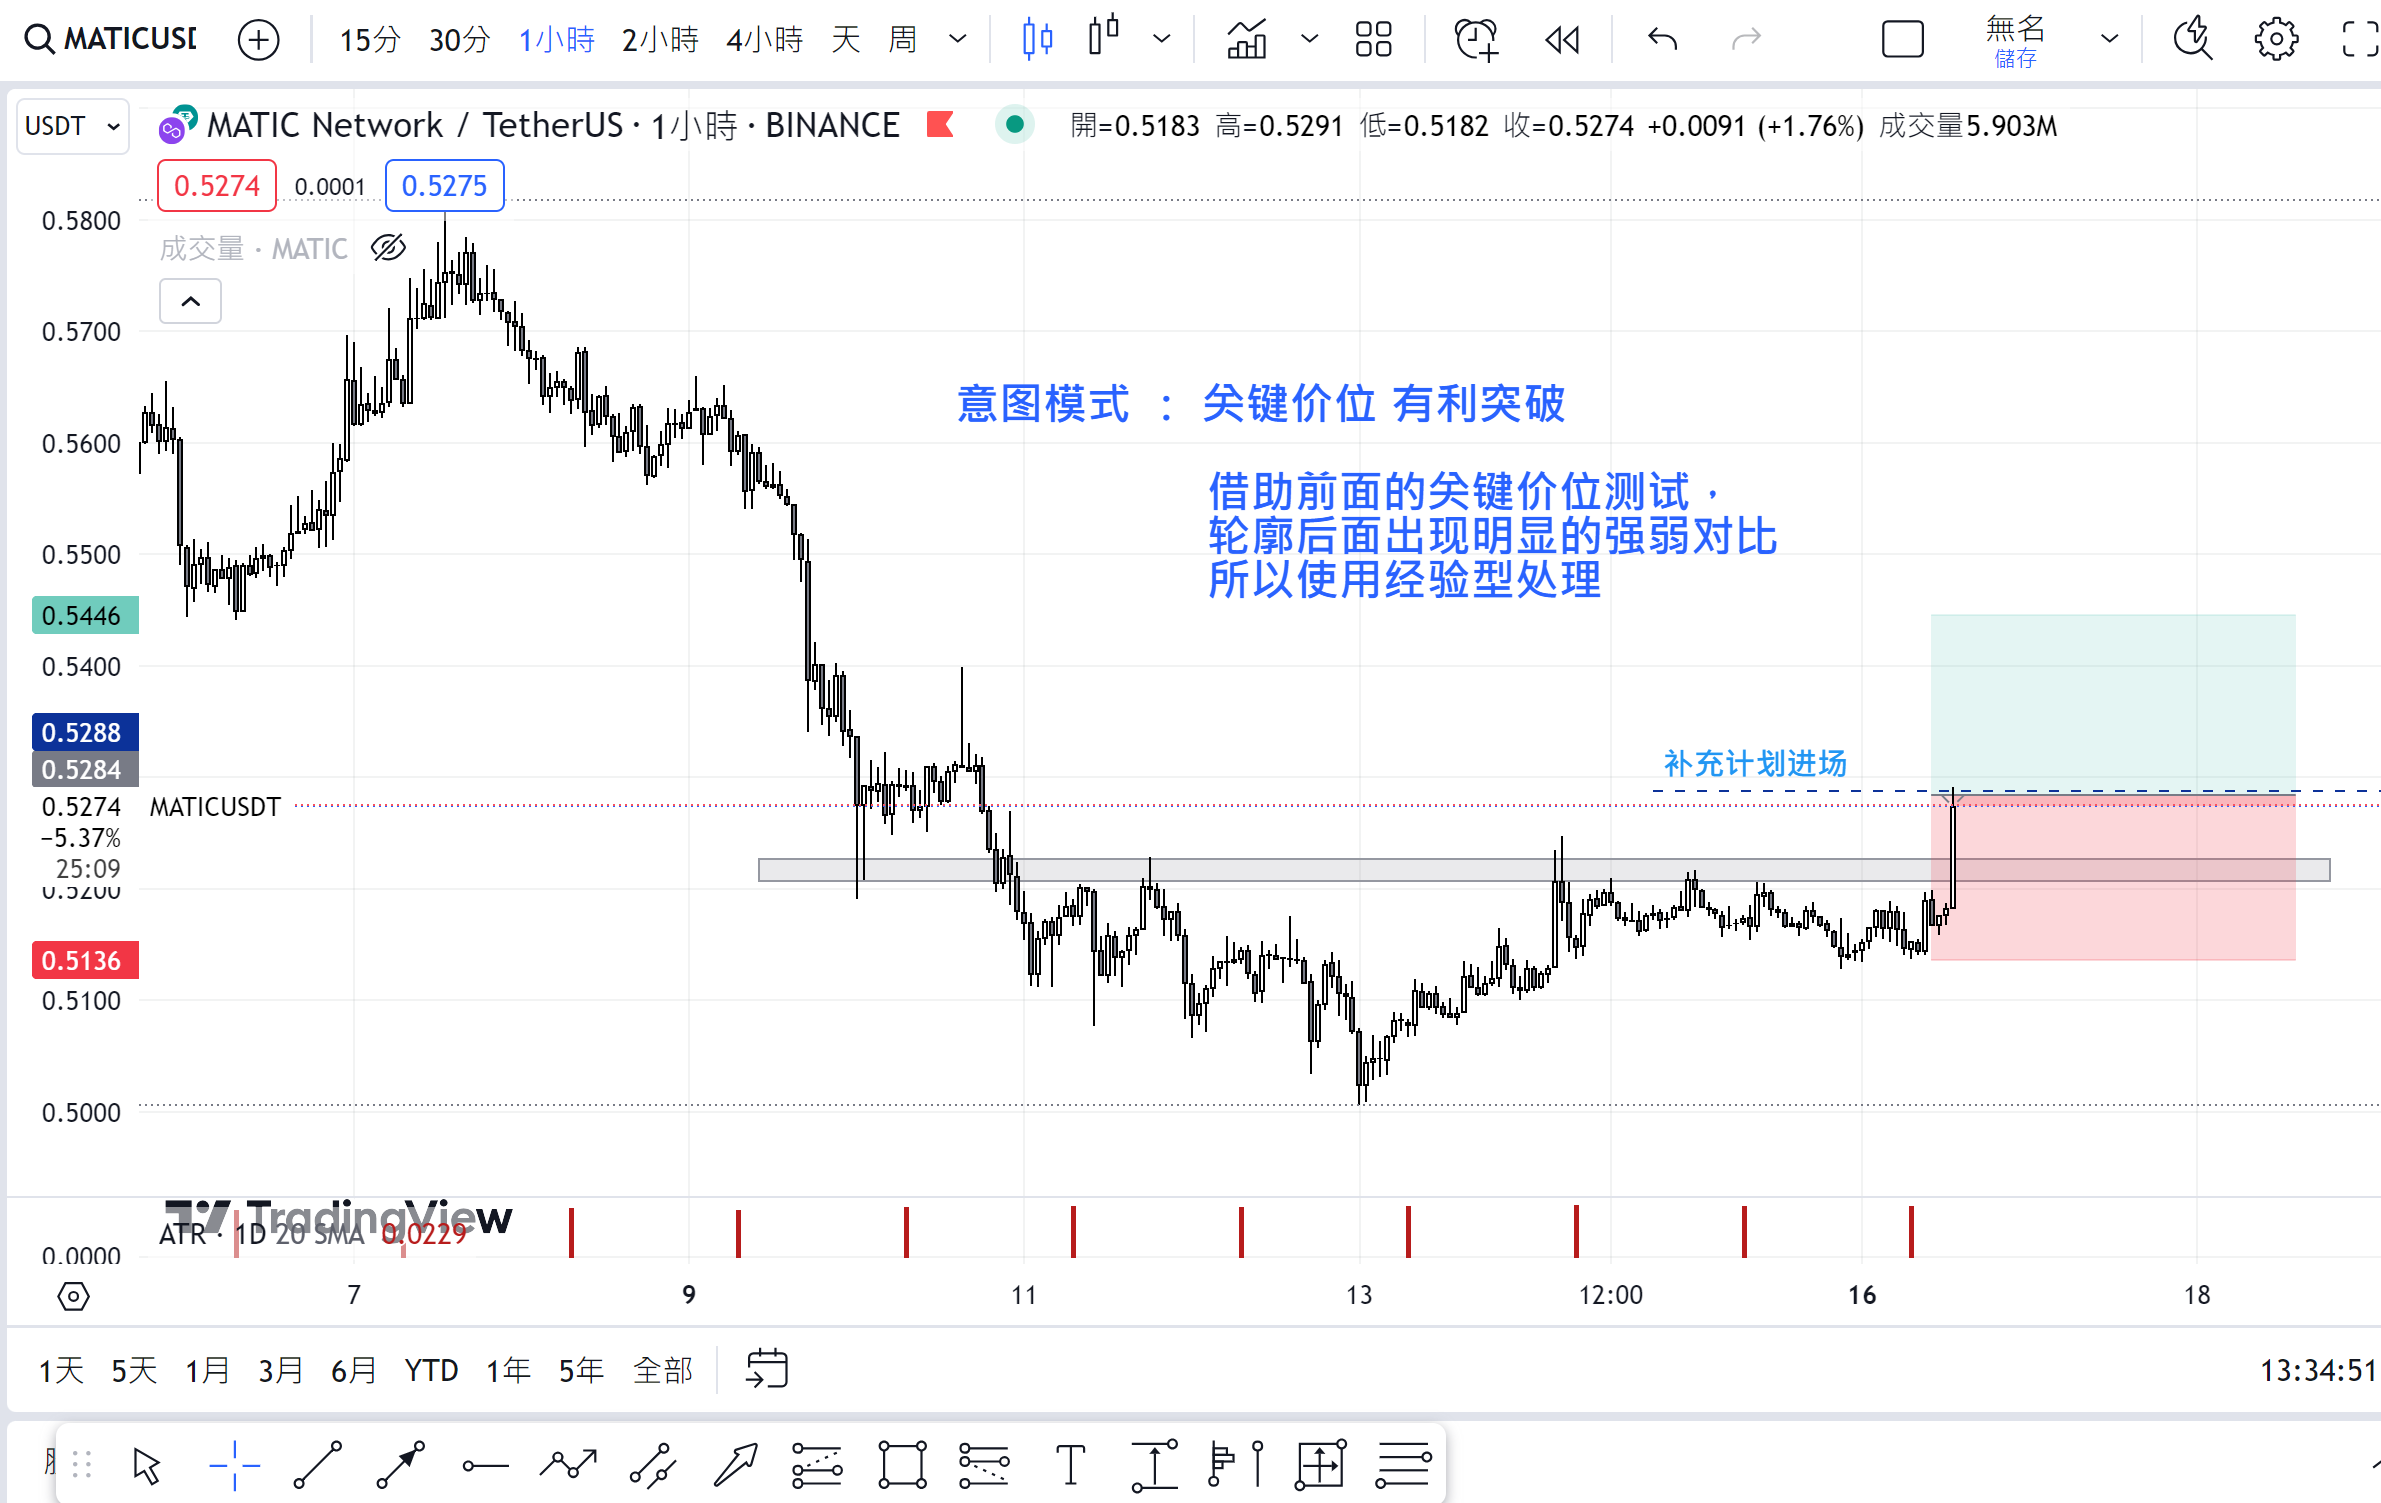 MATICUSD
15分 30分 1小時 2小時 4小時 天 周
無名
儲存
USDT
MATIC Network / TetherUS · 1小時 · BINANCE
開=0.5183 高=0.5291 低=0.5182 收=0.5274 +0.0091 (+1.76%) 成交量5.903M
0.5274 0.0001 0.5275
成交量 · MATIC
0.5800
0.5700
0.5600
0.5500
0.5446
0.5400
0.5288
0.5284
0.5274
−5.37%
25:09
0.5200
0.5136
0.5100
0.5000
MATICUSDT
意图模式 : 关键价位 有利突破
借助前面的关键价位测试，
轮廓后面出现明显的强弱对比
所以使用经验型处理
补充计划进场
TradingView
ATR · 1D 20 SMA 0.0229
0.0000
7 9 11 13 12:00 16 18
1天 5天 1月 3月 6月 YTD 1年 5年 全部
13:34:51